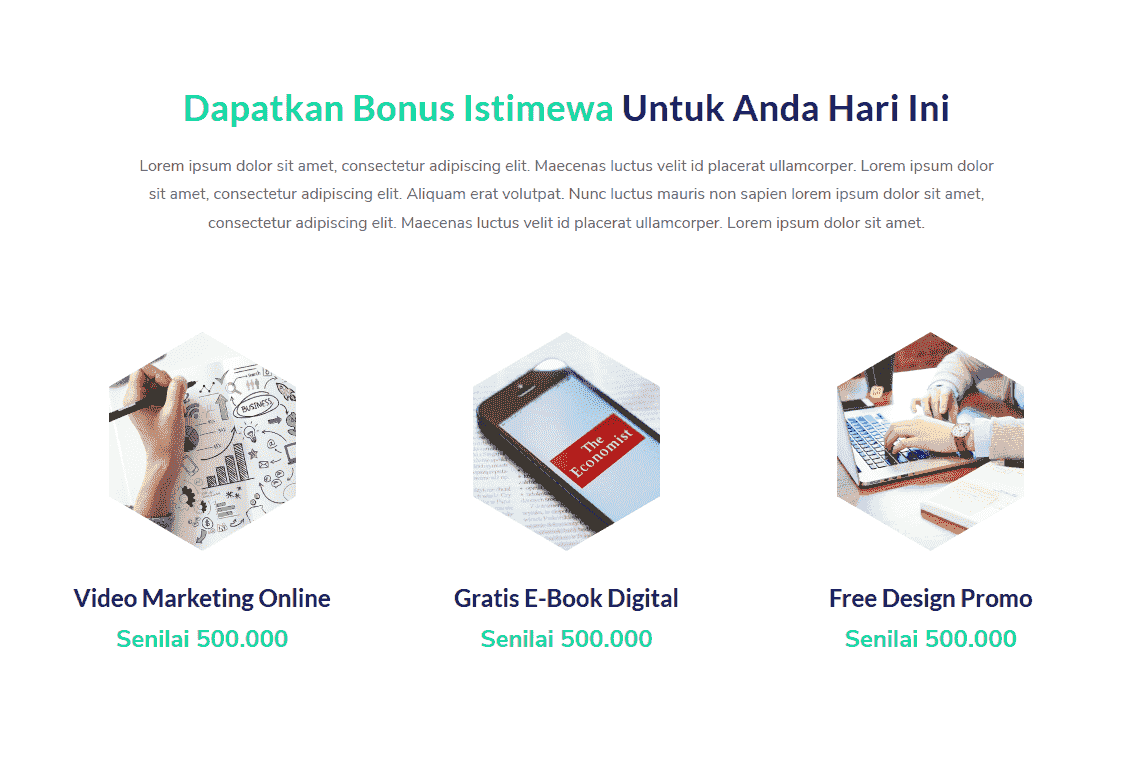 Dapatkan Bonus Istimewa Untuk Anda Hari Ini
Lorem ipsum dolor sit amet, consectetur adipiscing elit. Maecenas luctus velit id placerat ullamcorper. Lorem ipsum dolor
sit amet, consectetur adipiscing elit. Aliquam erat volutpat. Nunc luctus mauris non sapien lorem ipsum dolor sit amet,
consectetur adipiscing elit. Maecenas luctus velit id placerat ullamcorper. Lorem ipsum dolor sit amet.
BUSINESS
The
Economist
Video Marketing Online
Gratis E-Book Digital
Free Design Promo
Senilai 500.000
Senilai 500.000
Senilai 500.000